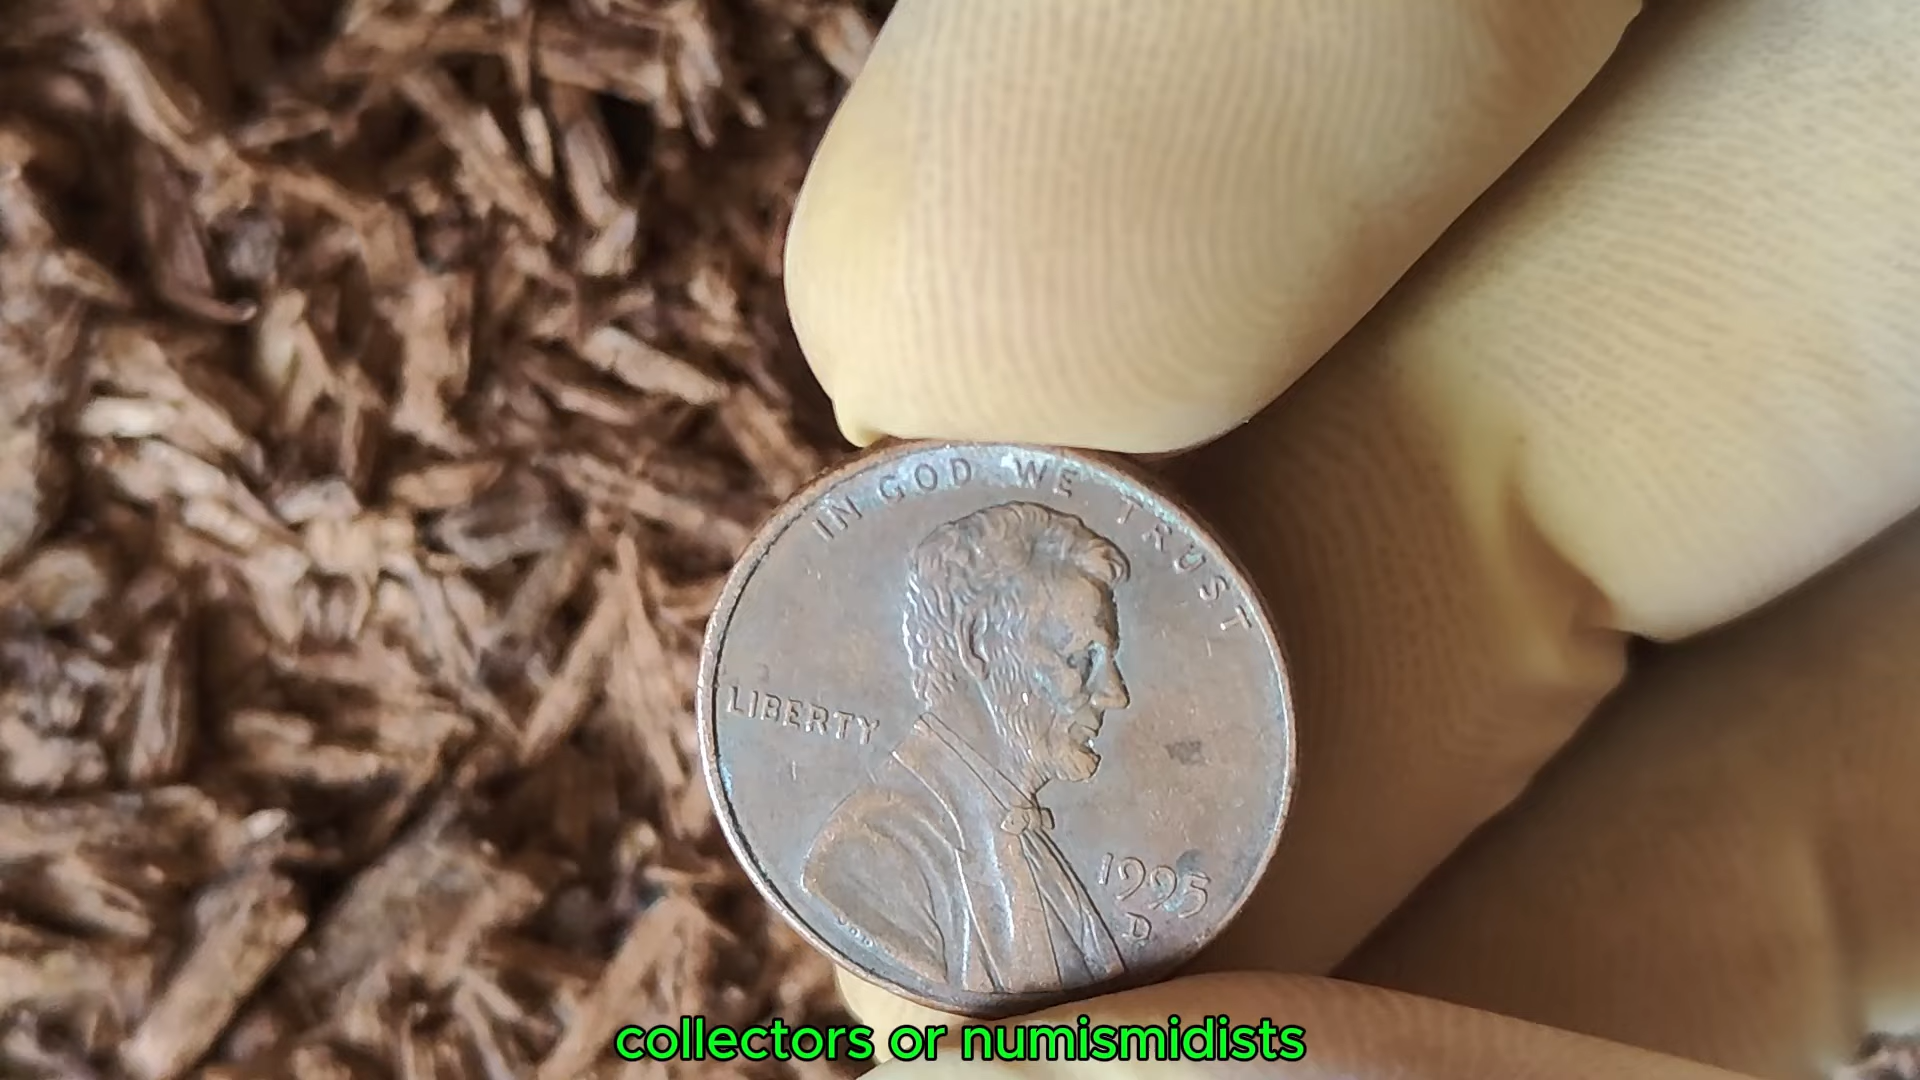 IN GOD WE TRUST
LIBERTY
1995
D
collectors or numismidists